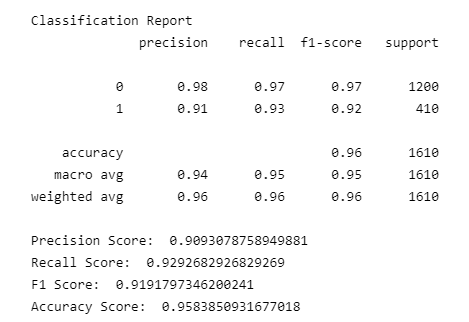 Classification Report
precision recall f1-score support
0 0.98 0.97 0.97 1200
1 0.91 0.93 0.92 410
accuracy 0.96 1610
macro avg 0.94 0.95 0.95 1610
weighted avg 0.96 0.96 0.96 1610
Precision Score: 0.9093078758949881
Recall Score: 0.9292682926829269
F1 Score: 0.9191797346200241
Accuracy Score: 0.9583850931677018